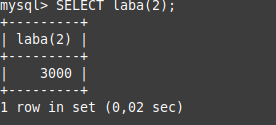 mysql> SELECT laba(2);
+---------+
| laba(2) |
+---------+
|    3000 |
+---------+
1 row in set (0,02 sec)